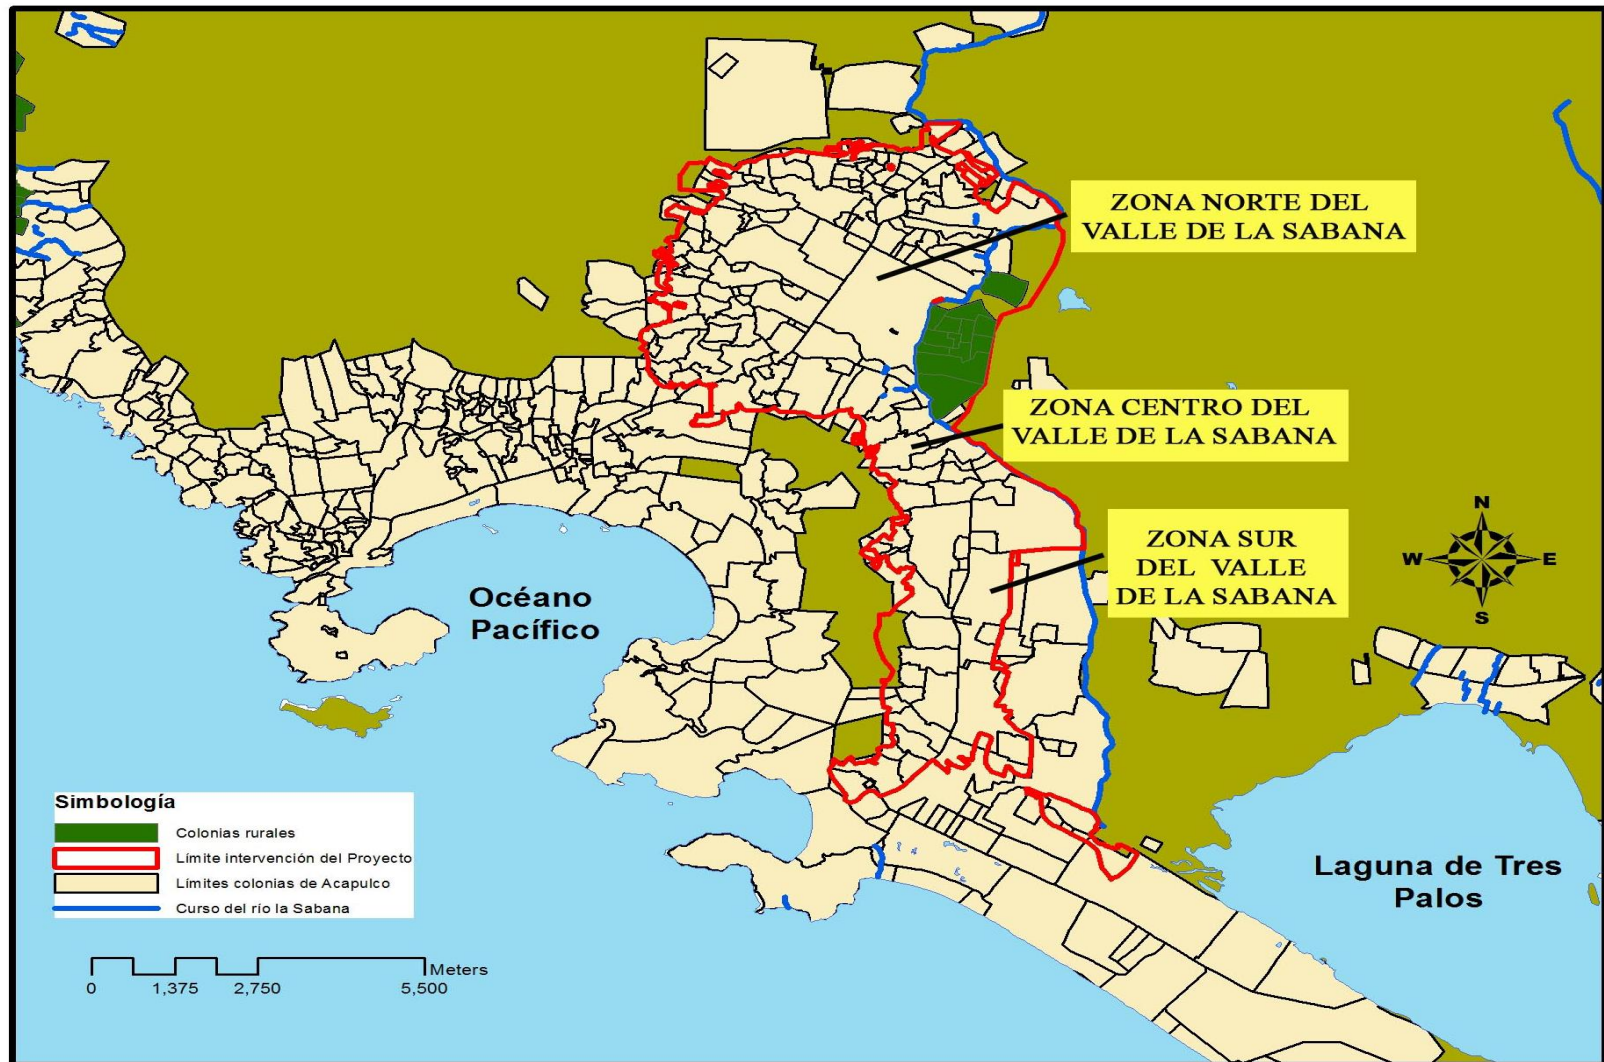 ZONA NORTE DEL
VALLE DE LA SABANA
ZONA CENTRO DEL
VALLE DE LA SABANA
ZONA SUR
DEL VALLE
DE LA SABANA
N
W E
S
Océano
Pacífico
Laguna de Tres
Palos
Simbología
Colonias rurales
Límite intervención del Proyecto
Límites colonias de Acapulco
Curso del río la Sabana
Meters
0 1,375 2,750 5,500